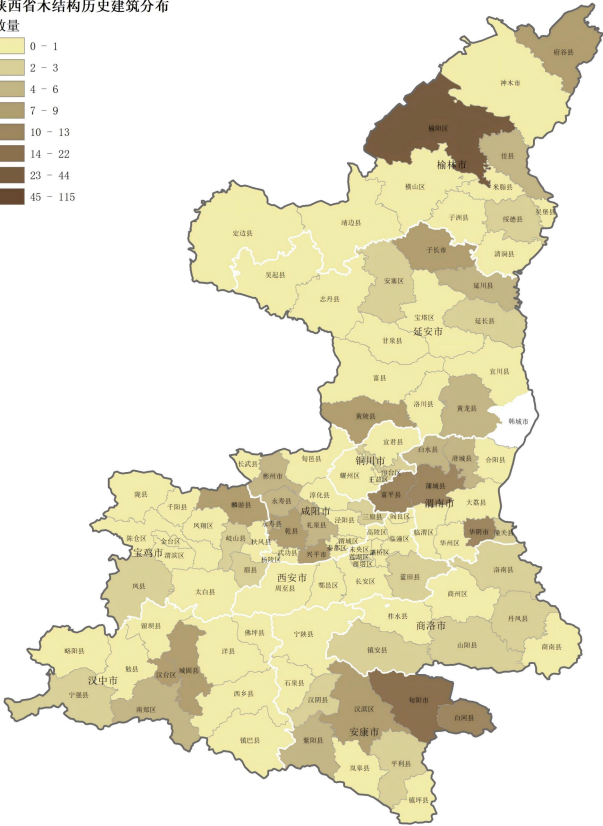 陕西省木结构历史建筑分布
数量
0 - 1
2 - 3
4 - 6
7 - 9
10 - 13
14 - 22
23 - 44
45 - 115
府谷县
神木市
榆阳区
佳县
榆林市
横山区
米脂县
子洲县
绥德县
吴堡县
靖边县
定边县
清涧县
子长市
吴起县
安塞区
延川县
志丹县
宝塔区
延长县
延安市
甘泉县
宜川县
富县
洛川县
黄龙县
黄陵县
韩城市
宜君县
白水县
旬邑县
铜川市
澄城县
合阳县
长武县
彬州市
耀州区
印台区
王益区
蒲城县
陇县
麟游县
永寿县
淳化县
富平县
渭南市
大荔县
千阳县
咸阳市
凤翔区
永寿县
礼泉县
泾阳县
三原县
阎良区
陈仓区
金台区
岐山县
扶风县
乾县
高陵区
临渭区
华阴市
潼关县
宝鸡市
渭滨区
武功县
兴平市
渭城区
秦都区
未央区
灞桥区
临潼区
华州区
杨陵区
莲湖区
雁塔区
眉县
西安市
凤县
太白县
周至县
鄠邑区
长安区
蓝田县
洛南县
商州区
留坝县
佛坪县
宁陕县
柞水县
商洛市
丹凤县
略阳县
勉县
城固县
洋县
镇安县
山阳县
商南县
汉中市
汉台区
宁强县
南郑区
西乡县
石泉县
汉阴县
汉滨区
旬阳市
白河县
镇巴县
紫阳县
安康市
岚皋县
平利县
镇坪县